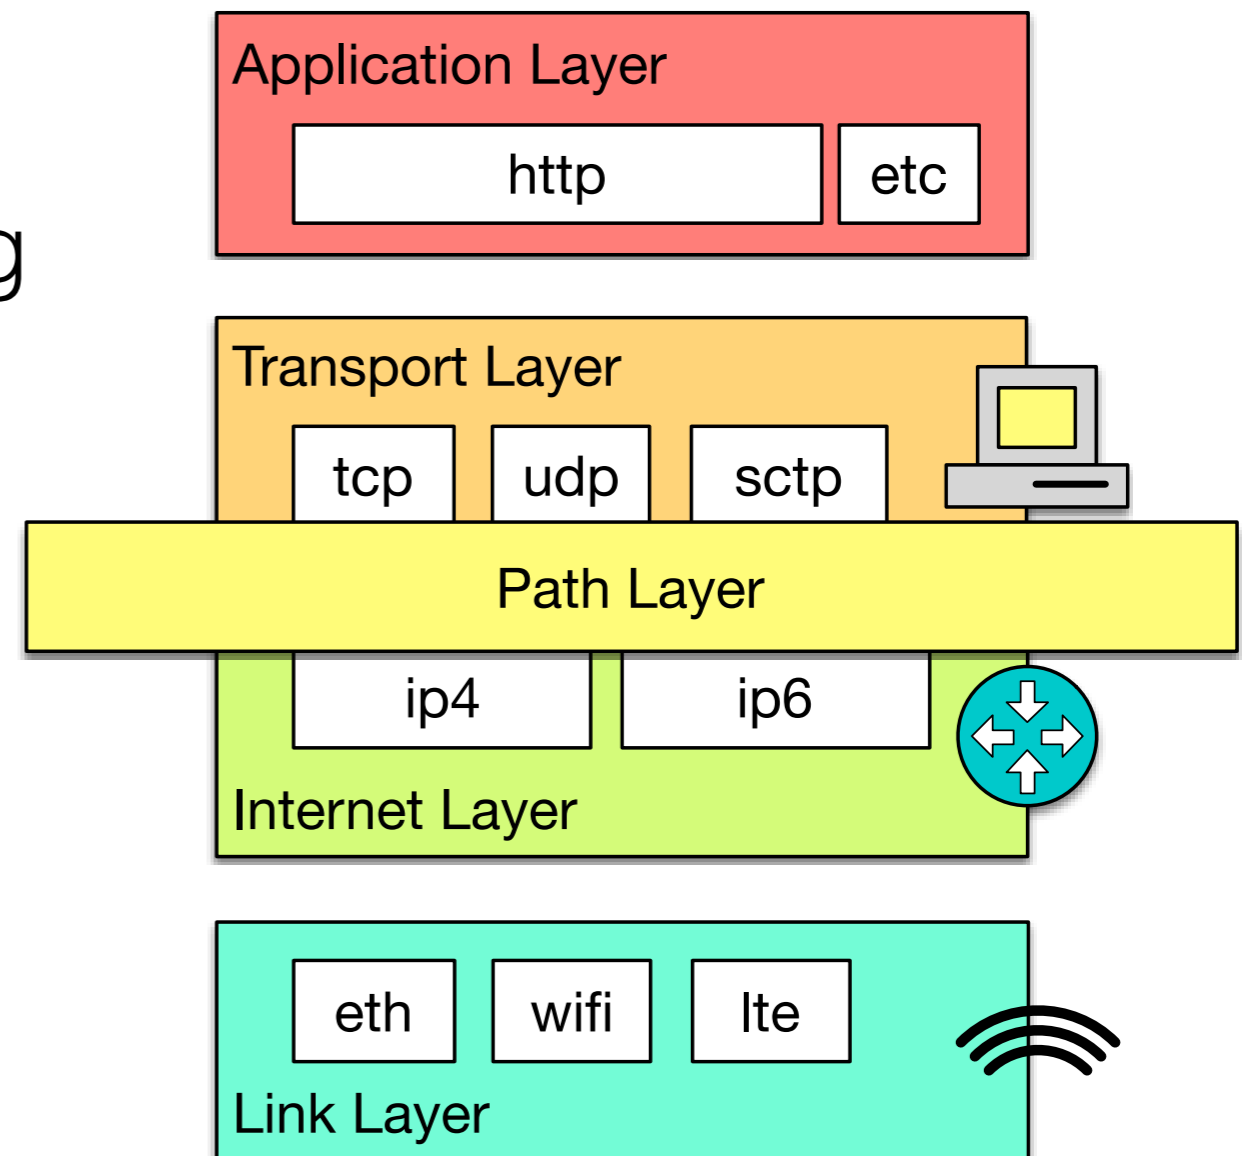 Application Layer
http etc
g
Transport Layer
tcp udp sctp
Path Layer
ip4 ip6
Internet Layer
eth wifi lte
Link Layer